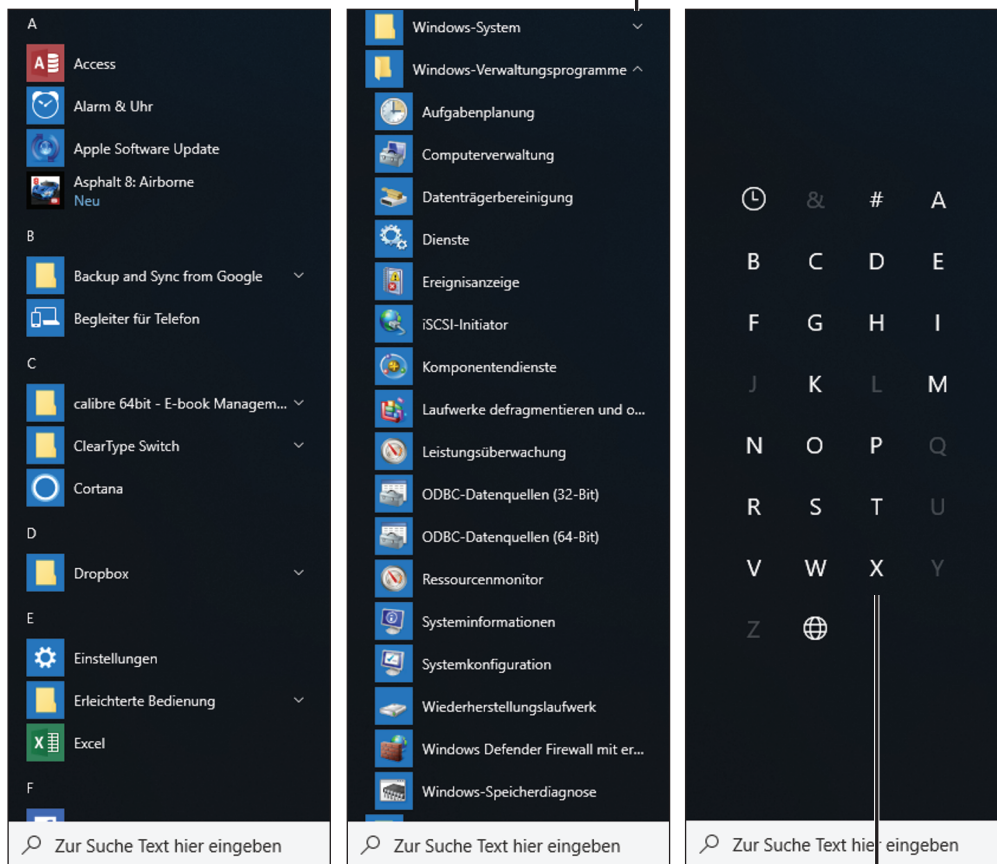 A
Access
Alarm & Uhr
Apple Software Update
Asphalt 8: Airborne
Neu
B
Backup and Sync from Google
Begleiter für Telefon
C
calibre 64bit - E-book Managem...
ClearType Switch
Cortana
D
Dropbox
E
Einstellungen
Erleichterte Bedienung
Excel
F
Zur Suche Text hier eingeben
Windows-System
Windows-Verwaltungsprogramme
Aufgabenplanung
Computerverwaltung
Datenträgerbereinigung
Dienste
Ereignisanzeige
iSCSI-Initiator
Komponentendienste
Laufwerke defragmentieren und o...
Leistungsüberwachung
ODBC-Datenquellen (32-Bit)
ODBC-Datenquellen (64-Bit)
Ressourcenmonitor
Systeminformationen
Systemkonfiguration
Wiederherstellungslaufwerk
Windows Defender Firewall mit er...
Windows-Speicherdiagnose
Zur Suche Text hier eingeben
& # A
B C D E
F G H I
J K L M
N O P Q
R S T U
V W X Y
Z
Zur Suche Text hier eingeben